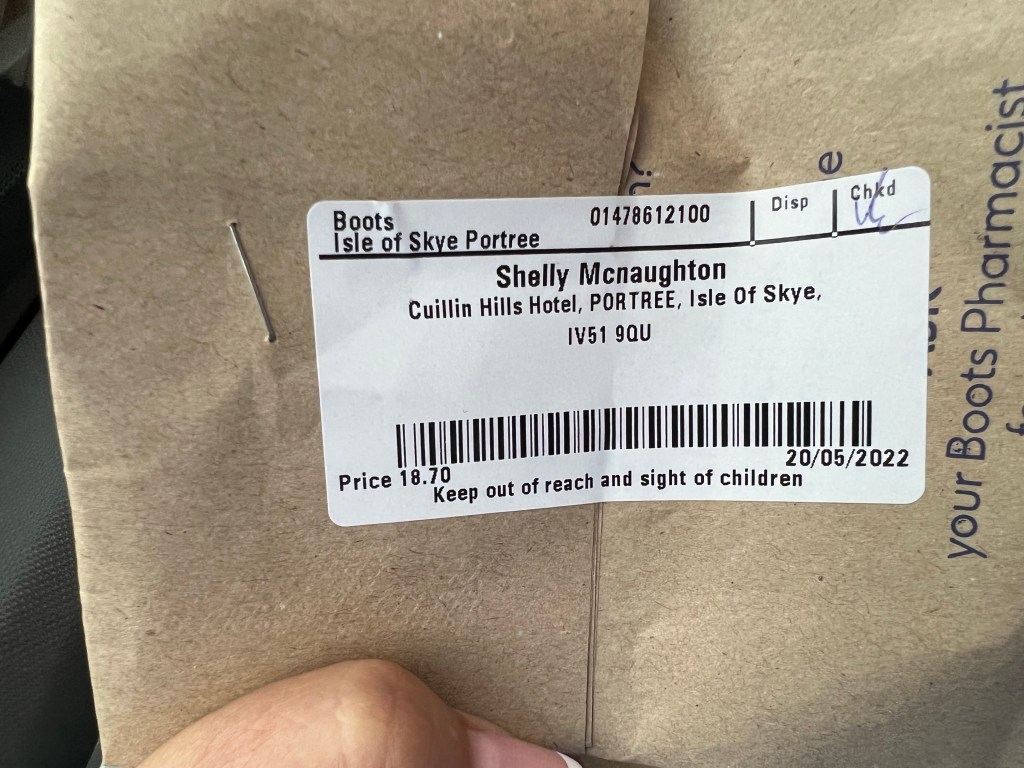 Boots 01478612100 Disp Chkd
Isle of Skye Portree
Shelly Mcnaughton
Cuillin Hills Hotel, PORTREE, Isle Of Skye,
IV51 9QU
20/05/2022
Price 18.70
Keep out of reach and sight of children
your Boots Pharmacist